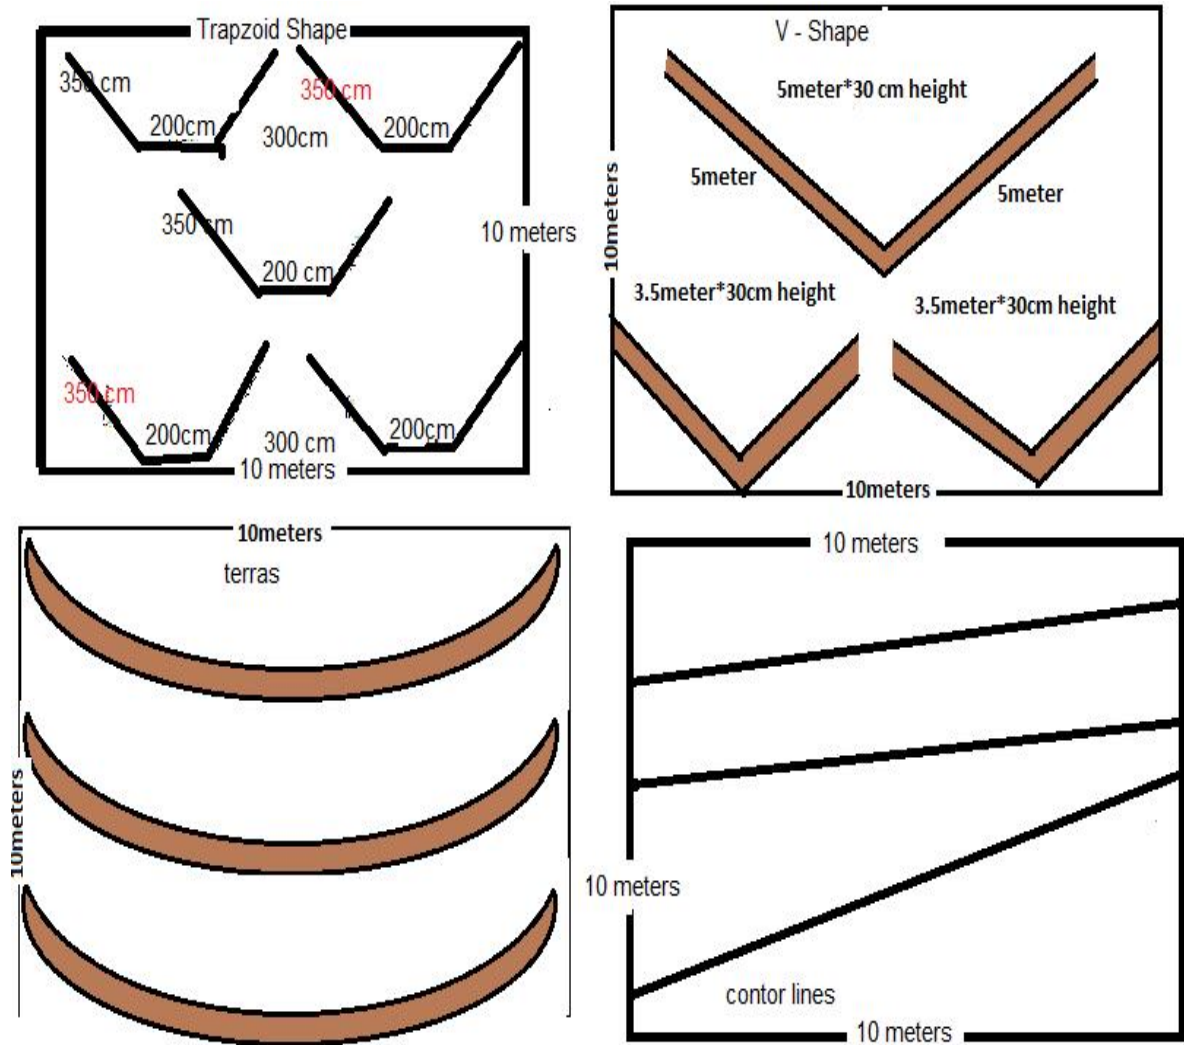 Trapzoid Shape
350 cm
350 cm
200cm
300cm
200cm
350 cm
10 meters
200 cm
350 cm
200cm
300 cm
200cm
10 meters
V - Shape
5meter*30 cm height
5meter
5meter
10meters
3.5meter*30cm height
3.5meter*30cm height
10meters
10meters
terras
10meters
10 meters
10 meters
contor lines
10 meters